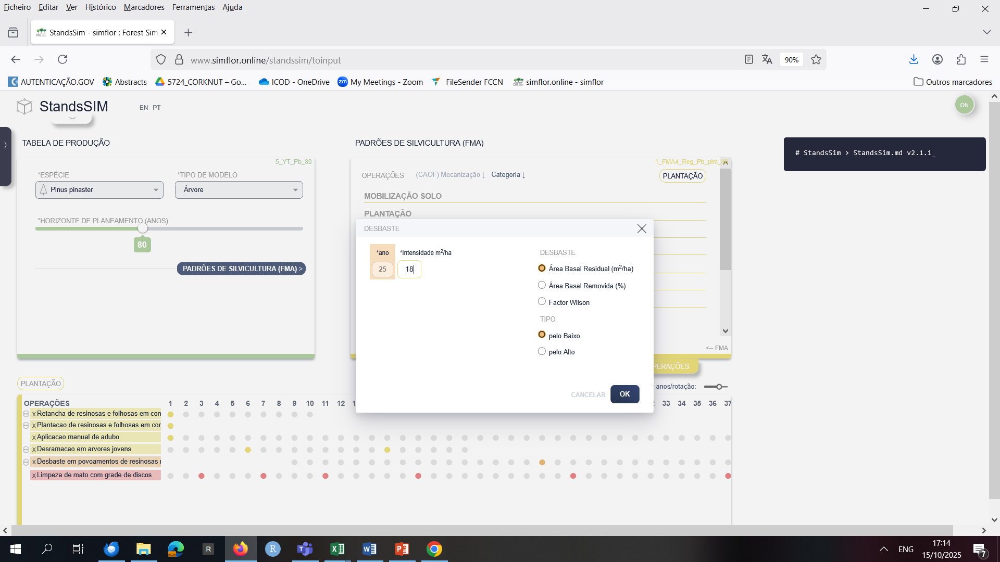 Ficheiro Editar Ver Histórico Marcadores Ferramentas Ajuda
StandsSim - simflor : Forest Sim
www.simflor.online/standssim/toinput
90%
AUTENTICAÇÃO.GOV Abstracts 5724_CORKNUT – Go... ICOD - OneDrive zm My Meetings - Zoom FileSender FCCN simflor.online - simflor Outros marcadores
StandsSIM EN PT ON
TABELA DE PRODUÇÃO
5_YT_Pb_80
*ESPÉCIE *TIPO DE MODELO
Pinus pinaster Árvore
*HORIZONTE DE PLANEAMENTO (ANOS)
80
PADRÕES DE SILVICULTURA (FMA) >
PADRÕES DE SILVICULTURA (FMA)
1_FMA4_Reg_Pb_pInt_80
OPERAÇÕES (CAOF) Mecanização ↓ Categoria ↓ PLANTAÇÃO
MOBILIZAÇÃO SOLO
PLANTAÇÃO
<-- FMA
PERAÇÕES
# StandsSim > StandsSim.md v2.1.1_
DESBASTE
*ano *Intensidade m2/ha
25 18
DESBASTE
Área Basal Residual (m2/ha)
Área Basal Removida (%)
Factor Wilson
TIPO
pelo Baixo
pelo Alto
CANCELAR OK
PLANTAÇÃO
anos/rotação:
OPERAÇÕES 1 2 3 4 5 6 7 8 9 10 11 12 1 2 33 34 35 36 37
x Retancha de resinosas e folhosas em con
x Plantacao de resinosas e folhosas em cor
x Aplicacao manual de adubo
x Desramacao em arvores jovens
x Desbaste em povoamentos de resinosas
x Limpeza de mato com grade de discos
ENG
17:14
15/10/2025
7